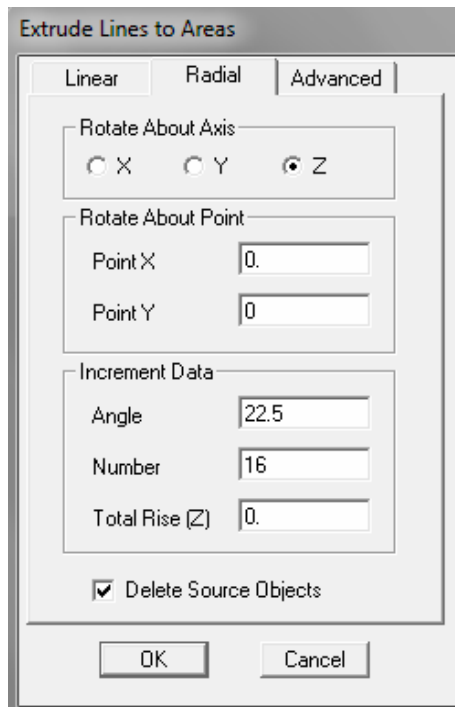 Extrude Lines to Areas
Linear Radial Advanced
Rotate About Axis
X Y Z
Rotate About Point
Point X 0.
Point Y 0
Increment Data
Angle 22.5
Number 16
Total Rise (Z) 0.
Delete Source Objects
OK Cancel